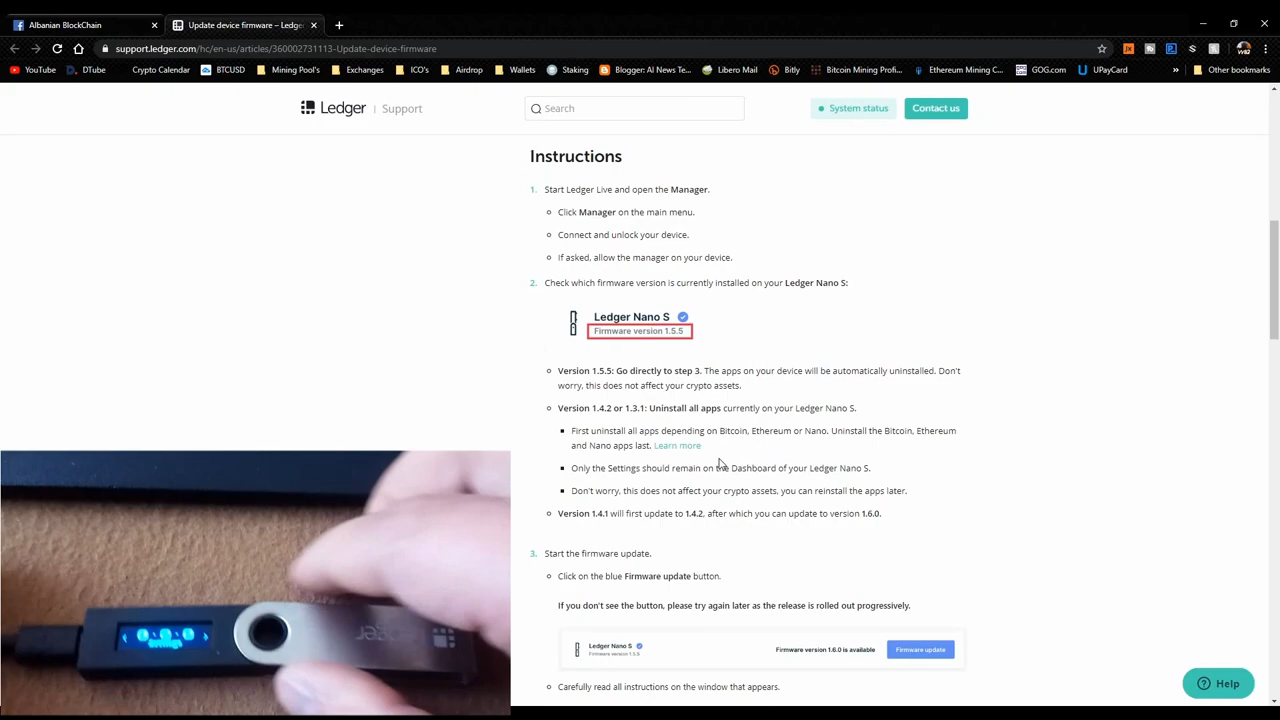 Albanian BlockChain
Update device firmware – Ledg
support.ledger.com/hc/en-us/articles/360002731113-Update-device-firmware
YouTube DTube Crypto Calendar BTCUSD Mining Pool's Exchanges ICO's Airdrop Wallets Staking Blogger: AI News Te... Libero Mail Bitly Bitcoin Mining Profi... Ethereum Mining C... GOG.com UPayCard » Other bookmarks
Ledger | Support Search System status Contact us
Instructions
1. Start Ledger Live and open the Manager.
Click Manager on the main menu.
Connect and unlock your device.
If asked, allow the manager on your device.
2. Check which firmware version is currently installed on your Ledger Nano S:
Ledger Nano S
Firmware version 1.5.5
Version 1.5.5: Go directly to step 3. The apps on your device will be automatically uninstalled. Don't
worry, this does not affect your crypto assets.
Version 1.4.2 or 1.3.1: Uninstall all apps currently on your Ledger Nano S.
First uninstall all apps depending on Bitcoin, Ethereum or Nano. Uninstall the Bitcoin, Ethereum
and Nano apps last. Learn more
Only the Settings should remain on the Dashboard of your Ledger Nano S.
Don't worry, this does not affect your crypto assets, you can reinstall the apps later.
Version 1.4.1 will first update to 1.4.2, after which you can update to version 1.6.0.
3. Start the firmware update.
Click on the blue Firmware update button.
If you don't see the button, please try again later as the release is rolled out progressively.
Ledger Nano S
Firmware version 1.5.5
Firmware version 1.6.0 is available
Firmware update
Carefully read all instructions on the window that appears.
Help
Ledger